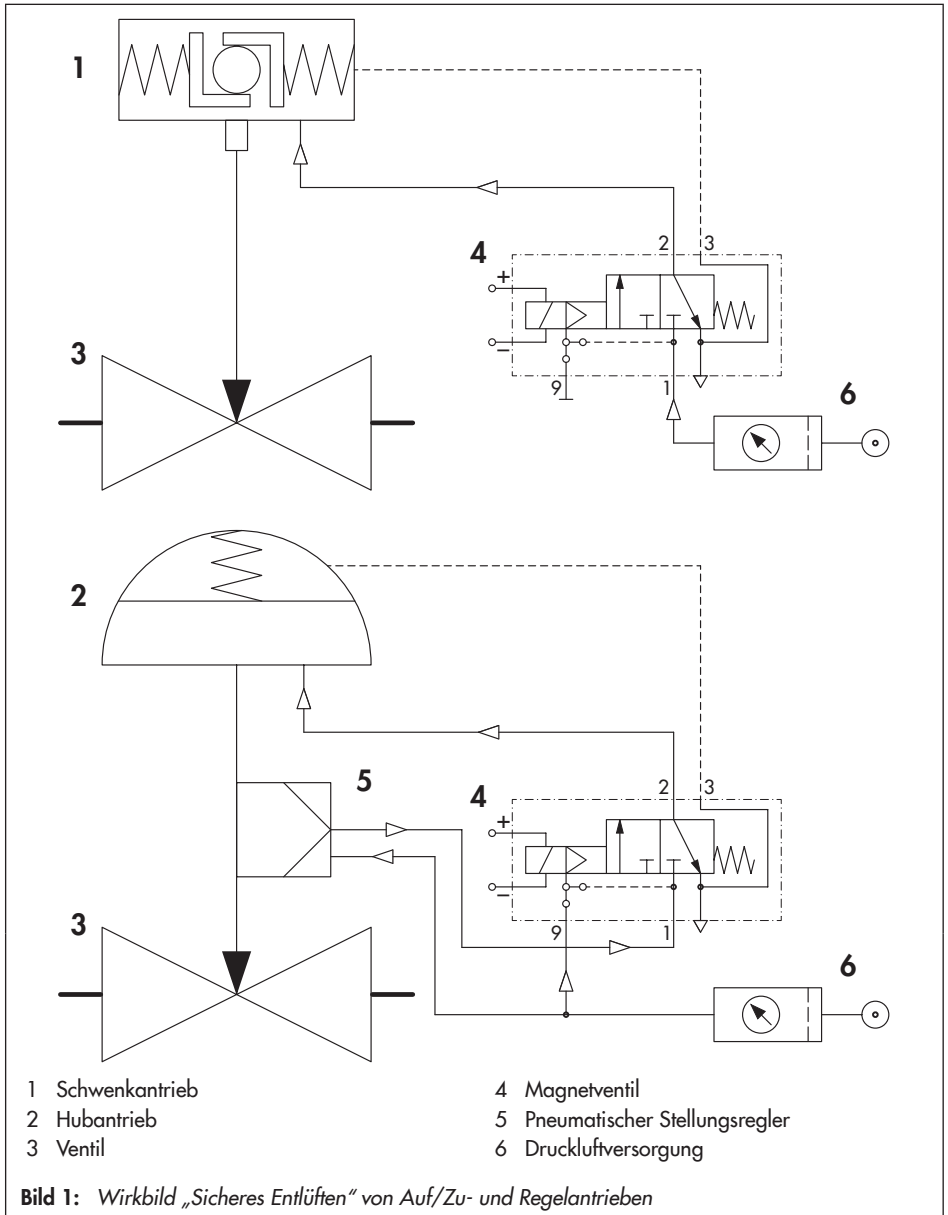 1
2 3
4
+
–
3
9
1
6
2
5
2 3
4
+
–
3
9
1
6
1 Schwenkantrieb
2 Hubantrieb
3 Ventil
4 Magnetventil
5 Pneumatischer Stellungsregler
6 Druckluftversorgung
Bild 1: Wirkbild „Sicheres Entlüften“ von Auf/Zu- und Regelantrieben